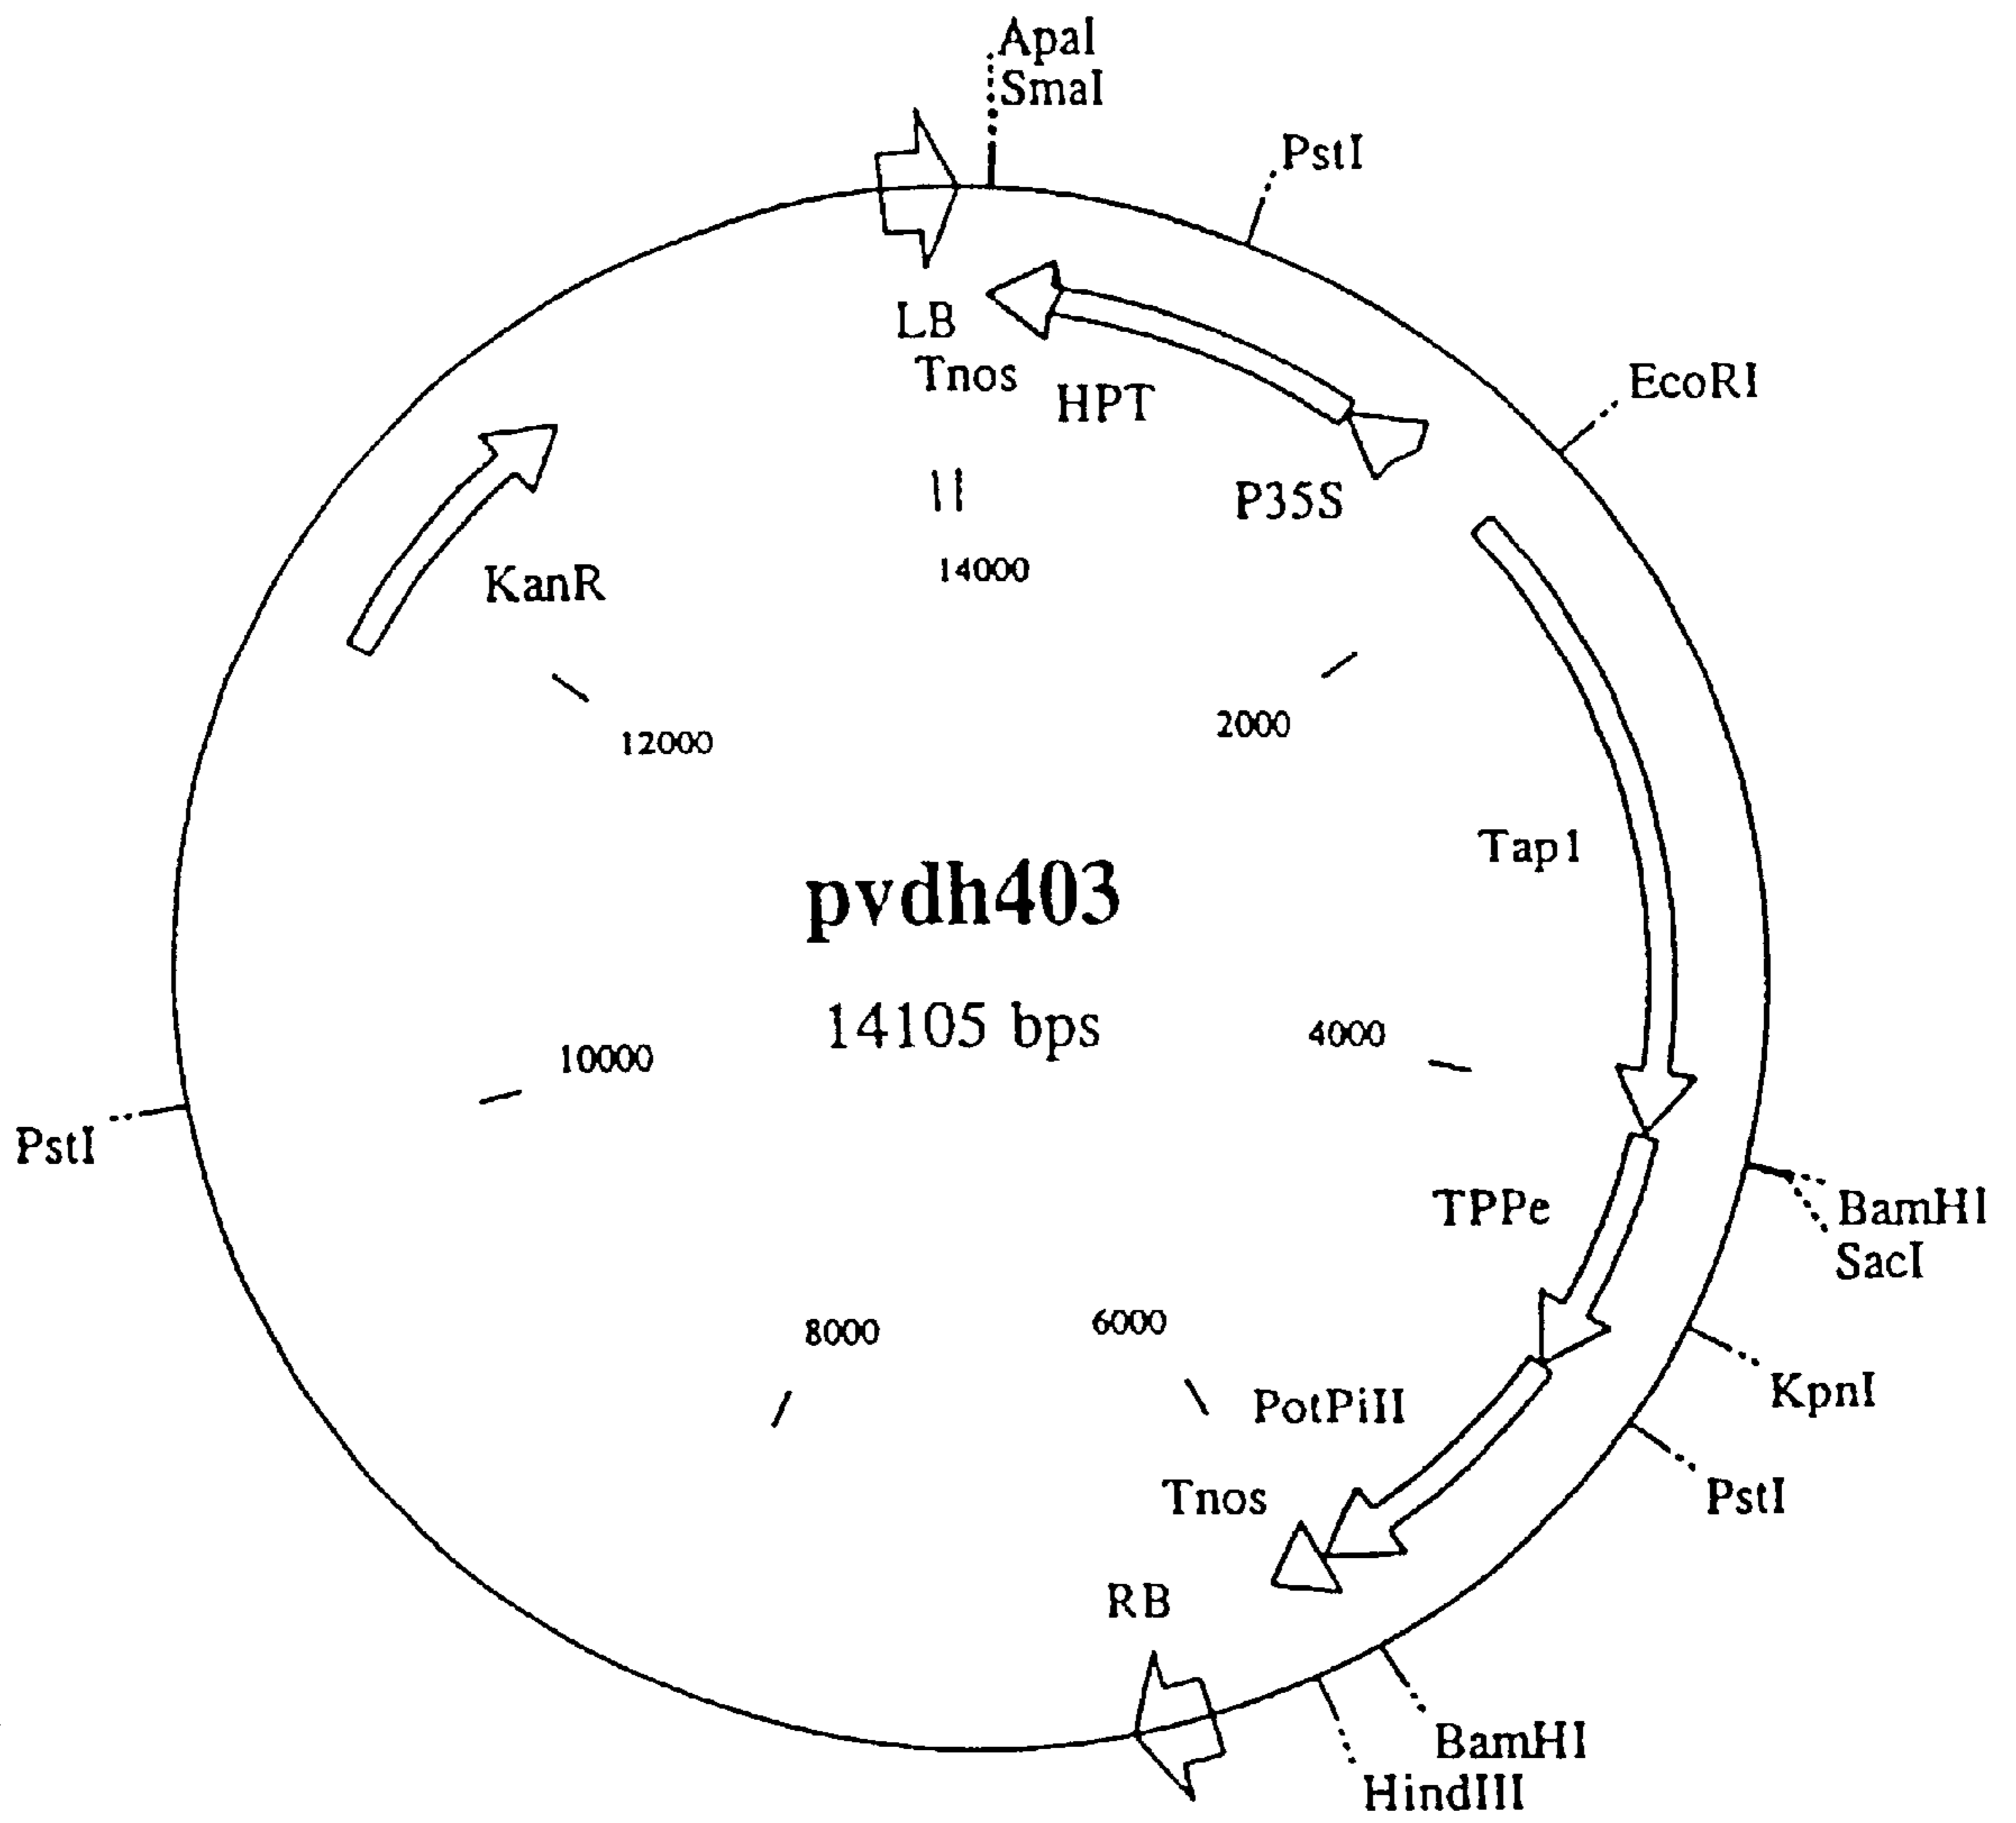 ApaI
SmaI
PstI
LB
Tnos
HPT
EcoRI
P35S
KanR
14000
12000
2000
Tap1
pvdh403
14105 bps
10000
4000
PstI
TPPe
BamHI
SacI
8000
6000
KpnI
PotPiII
Tnos
PstI
RB
BamHI
HindIII